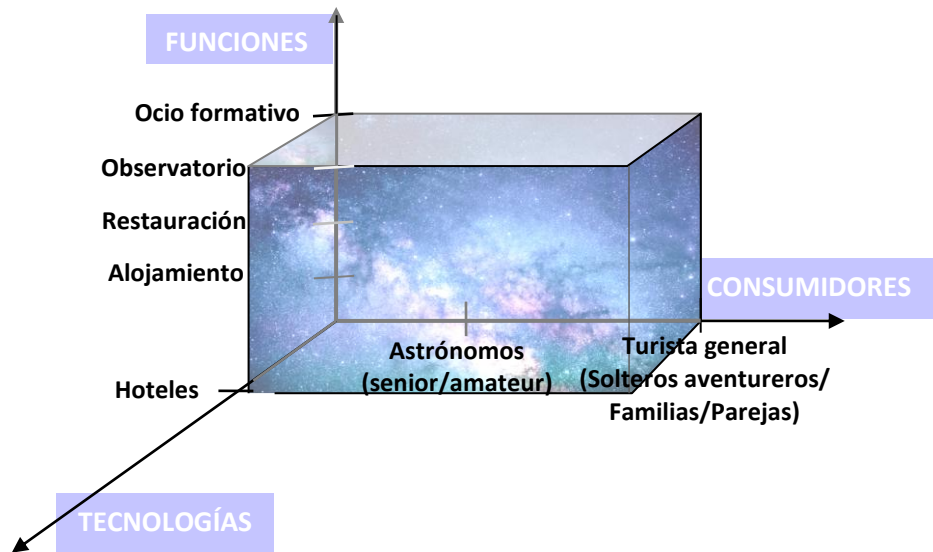 FUNCIONES
Ocio formativo
Observatorio
Restauración
Alojamiento
CONSUMIDORES
Astrónomos
(senior/amateur)
Turista general
(Solteros aventureros/
Familias/Parejas)
Hoteles
TECNOLOGÍAS